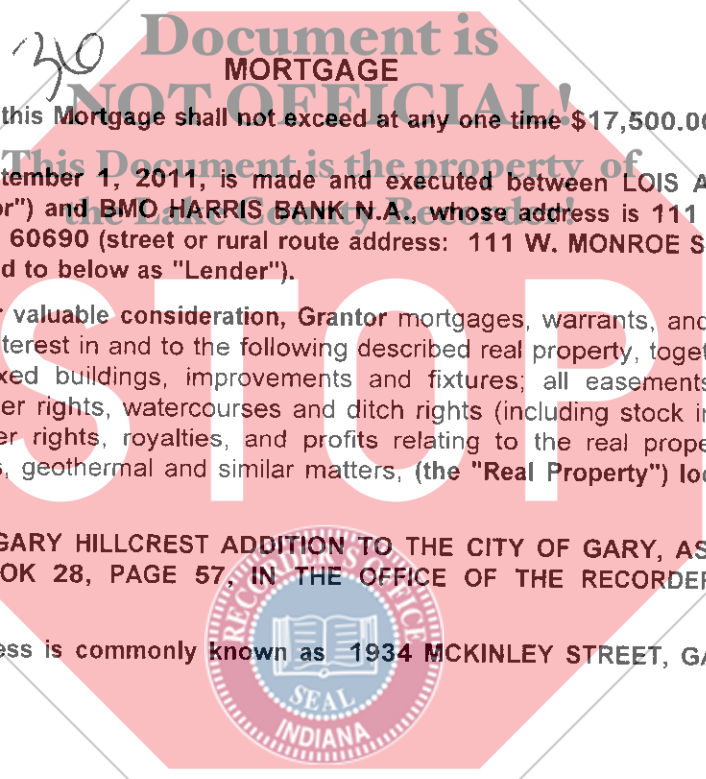 30
Document is
MORTGAGE
NOT OFFICIAL!
this Mortgage shall not exceed at any one time $17,500.00
This Document is the property of
tember 1, 2011, is made and executed between LOIS A
the Lake County Recorder!
or") and BMO HARRIS BANK N.A., whose address is 111
60690 (street or rural route address: 111 W. MONROE S
d to below as "Lender").
STOP
valuable consideration, Grantor mortgages, warrants, and
terest in and to the following described real property, toget
xed buildings, improvements and fixtures; all easements
er rights, watercourses and ditch rights (including stock in
er rights, royalties, and profits relating to the real prope
s, geothermal and similar matters, (the "Real Property") loc
GARY HILLCREST ADDITION TO THE CITY OF GARY, AS
OK 28, PAGE 57, IN THE OFFICE OF THE RECORDER
ess is commonly known as 1934 MCKINLEY STREET, GA
RECORDER'S OFFICE
SEAL
INDIANA